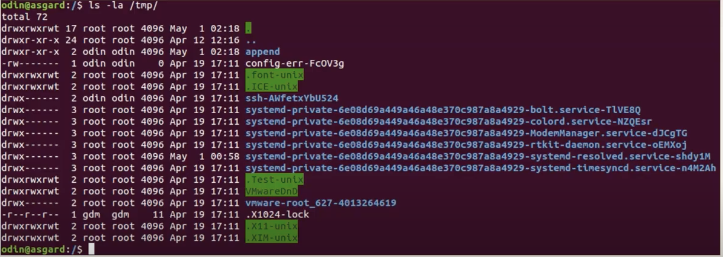 odin@asgard:/$ ls -la /tmp/
total 72
drwxrwxrwt 17 root root 4096 May  1 02:18 .
drwxr-xr-x 24 root root 4096 Apr 12 12:16 ..
drwxr-xr-x  2 odin odin 4096 May  1 02:18 append
-rw-------  1 odin odin    0 Apr 19 17:11 config-err-FcOV3g
drwxrwxrwt  2 root root 4096 Apr 19 17:11 .font-unix
drwxrwxrwt  2 root root 4096 Apr 19 17:11 .ICE-unix
drwx------  2 odin odin 4096 Apr 19 17:11 ssh-AWfetxYbU524
drwx------  3 root root 4096 Apr 19 17:11 systemd-private-6e08d69a449a46a48e370c987a8a4929-bolt.service-TlVE8Q
drwx------  3 root root 4096 Apr 19 17:11 systemd-private-6e08d69a449a46a48e370c987a8a4929-colord.service-NZQEsr
drwx------  3 root root 4096 Apr 19 17:11 systemd-private-6e08d69a449a46a48e370c987a8a4929-ModemManager.service-dJCgTG
drwx------  3 root root 4096 Apr 19 17:11 systemd-private-6e08d69a449a46a48e370c987a8a4929-rtkit-daemon.service-oEMXoj
drwx------  3 root root 4096 May  1 00:58 systemd-private-6e08d69a449a46a48e370c987a8a4929-systemd-resolved.service-shdy1M
drwx------  3 root root 4096 Apr 19 17:11 systemd-private-6e08d69a449a46a48e370c987a8a4929-systemd-timesyncd.service-n4M2Ah
drwxrwxrwt  2 root root 4096 Apr 19 17:11 .Test-unix
drwxrwxrwt  2 root root 4096 Apr 19 17:11 VMwareDnD
drwx------  2 root root 4096 Apr 19 17:11 vmware-root_627-4013264619
-r--r--r--  1 gdm  gdm    11 Apr 19 17:11 .X1024-lock
drwxrwxrwt  2 root root 4096 Apr 19 17:11 .X11-unix
drwxrwxrwt  2 root root 4096 Apr 19 17:11 .XIM-unix
odin@asgard:/$